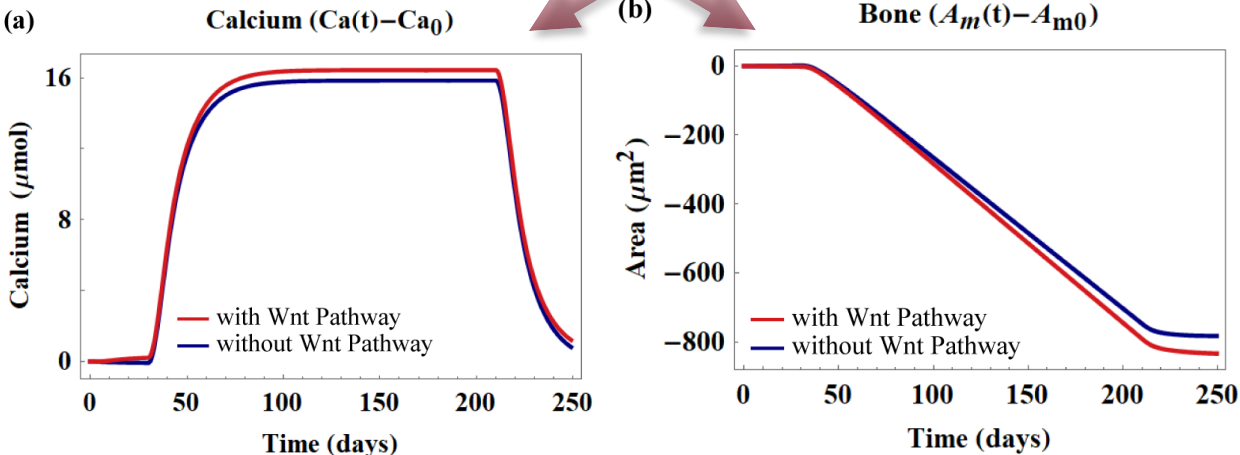 (a)
Calcium (Ca(t)−Ca0)
Calcium (μmol)
16
8
0
with Wnt Pathway
without Wnt Pathway
0 50 100 150 200 250
Time (days)
(b)
Bone (Am(t)−Am0)
Area (μm²)
0
−200
−400
−600
−800
with Wnt Pathway
without Wnt Pathway
0 50 100 150 200 250
Time (days)